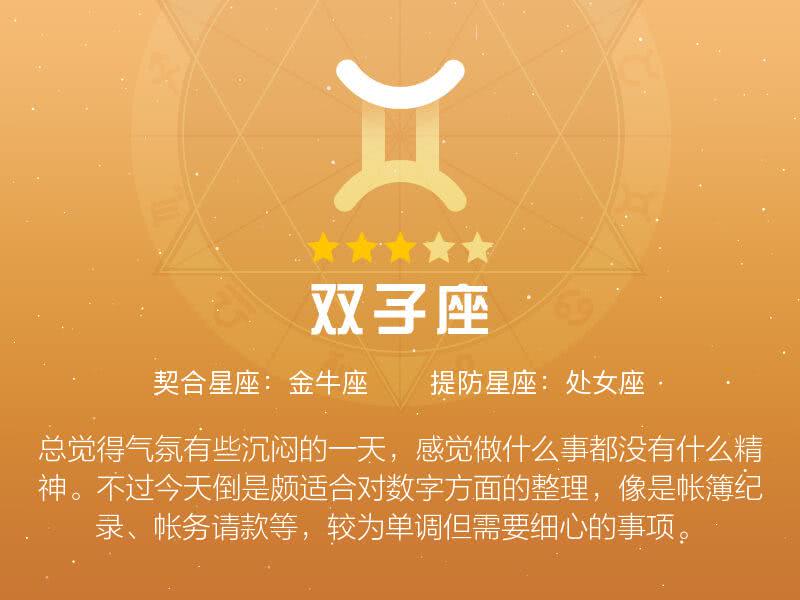 双子座
契合星座：金牛座 提防星座：处女座
总觉得气氛有些沉闷的一天，感觉做什么事都没有什么精
神。不过今天倒是颇适合对数字方面的整理，像是帐簿纪
录、帐务请款等，较为单调但需要细心的事项。